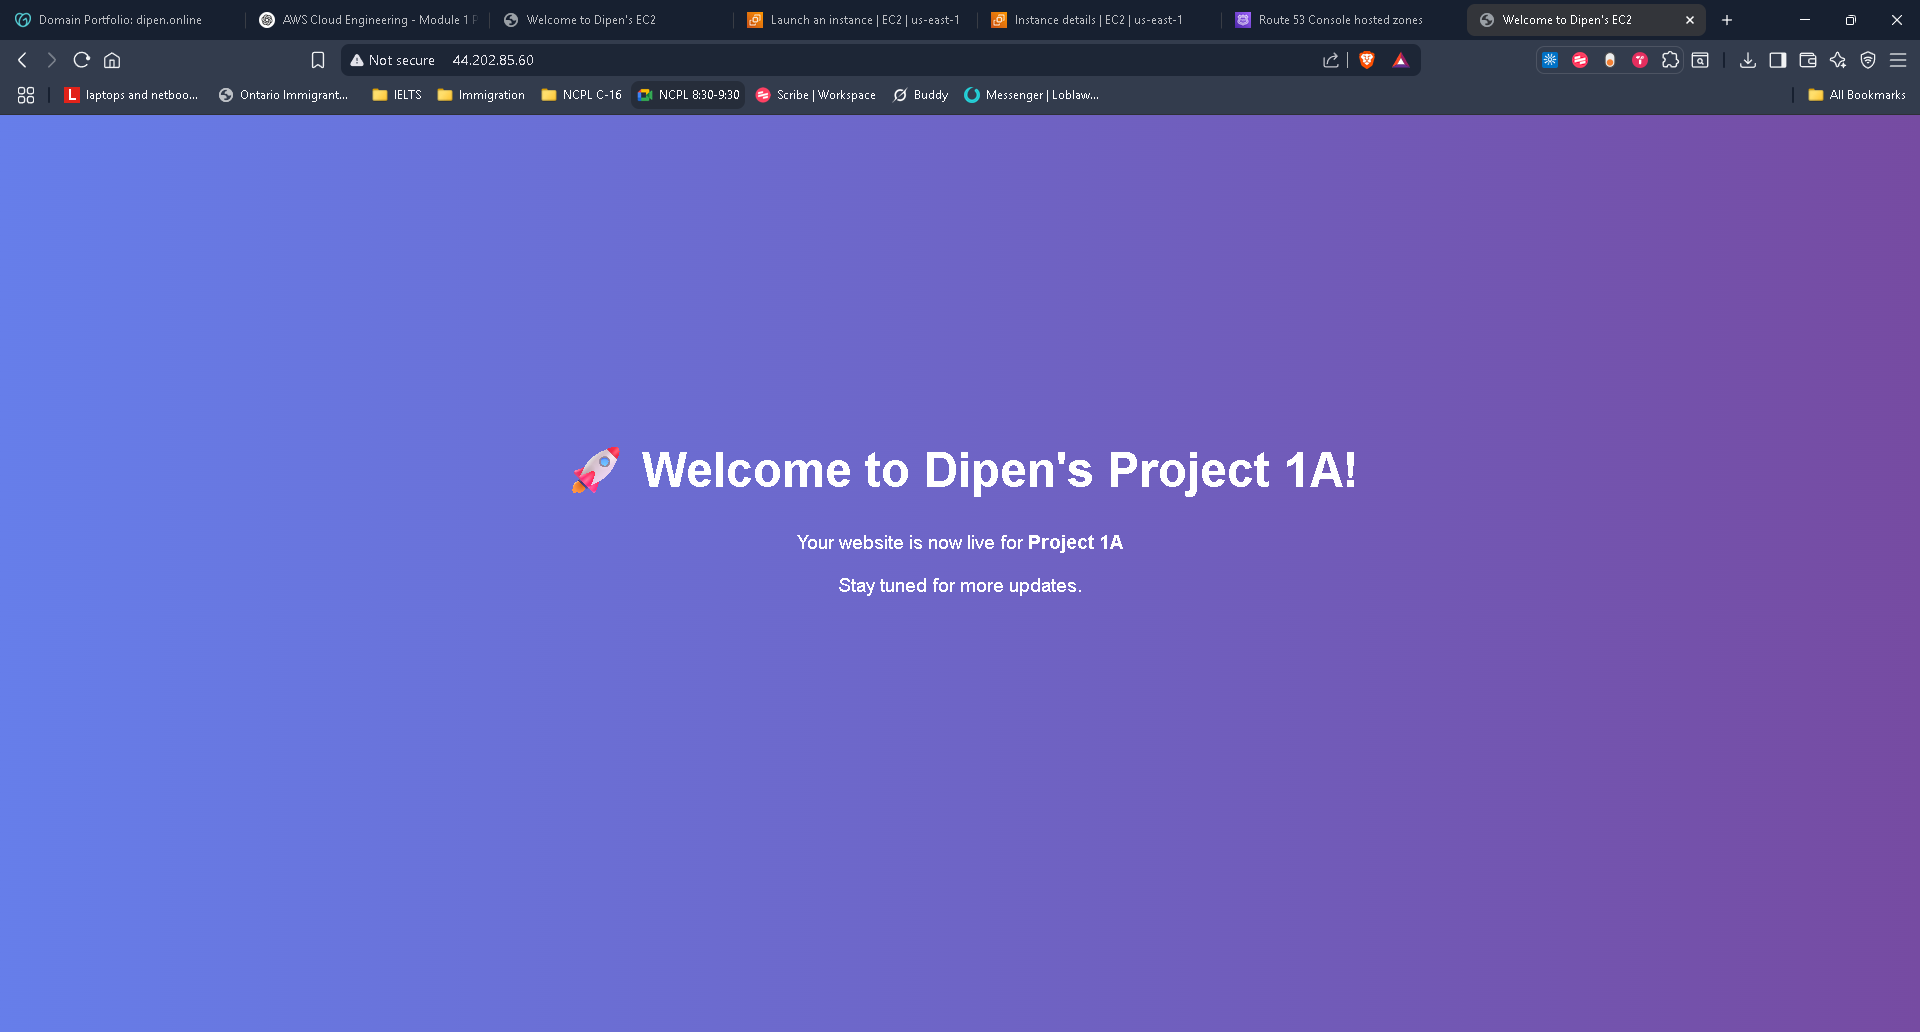 Domain Portfolio: dipen.online
AWS Cloud Engineering - Module 1 P
Welcome to Dipen's EC2
Launch an instance | EC2 | us-east-1
Instance details | EC2 | us-east-1
Route 53 Console hosted zones
Welcome to Dipen's EC2
Not secure 44.202.85.60
laptops and netboo... Ontario Immigrant... IELTS Immigration NCPL C-16 NCPL 8:30-9:30 Scribe | Workspace Buddy Messenger | Loblaw... All Bookmarks
🚀 Welcome to Dipen's Project 1A!
Your website is now live for Project 1A
Stay tuned for more updates.